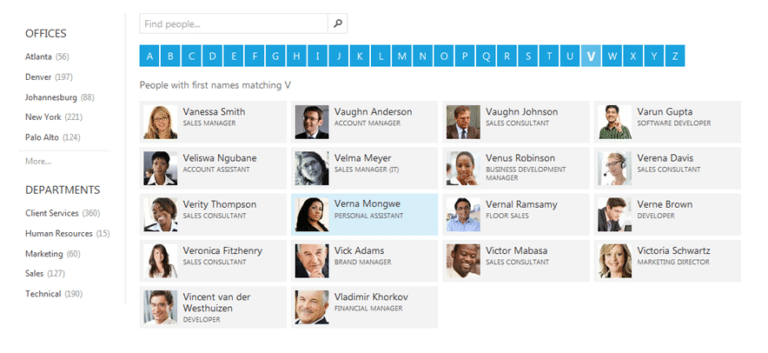 Find people...
OFFICES
Atlanta (56)
Denver (197)
Johannesburg (88)
New York (221)
Palo Alto (124)
More...
DEPARTMENTS
Client Services (360)
Human Resources (15)
Marketing (60)
Sales (127)
Technical (190)
A B C D E F G H I J K L M N O P Q R S T U V W X Y Z
People with first names matching V
Vanessa Smith
SALES MANAGER
Vaughn Anderson
ACCOUNT MANAGER
Vaughn Johnson
SALES CONSULTANT
Varun Gupta
SOFTWARE DEVELOPER
Veliswa Ngubane
ACCOUNT ASSISTANT
Velma Meyer
SALES MANAGER (IT)
Venus Robinson
BUSINESS DEVELOPMENT
MANAGER
Verena Davis
SALES CONSULTANT
Verity Thompson
SALES CONSULTANT
Verna Mongwe
PERSONAL ASSISTANT
Vernal Ramsamy
FLOOR SALES
Verne Brown
DEVELOPER
Veronica Fitzhenry
SALES CONSULTANT
Vick Adams
BRAND MANAGER
Victor Mabasa
SALES CONSULTANT
Victoria Schwartz
MARKETING DIRECTOR
Vincent van der
Westhuizen
DEVELOPER
Vladimir Khorkov
FINANCIAL MANAGER